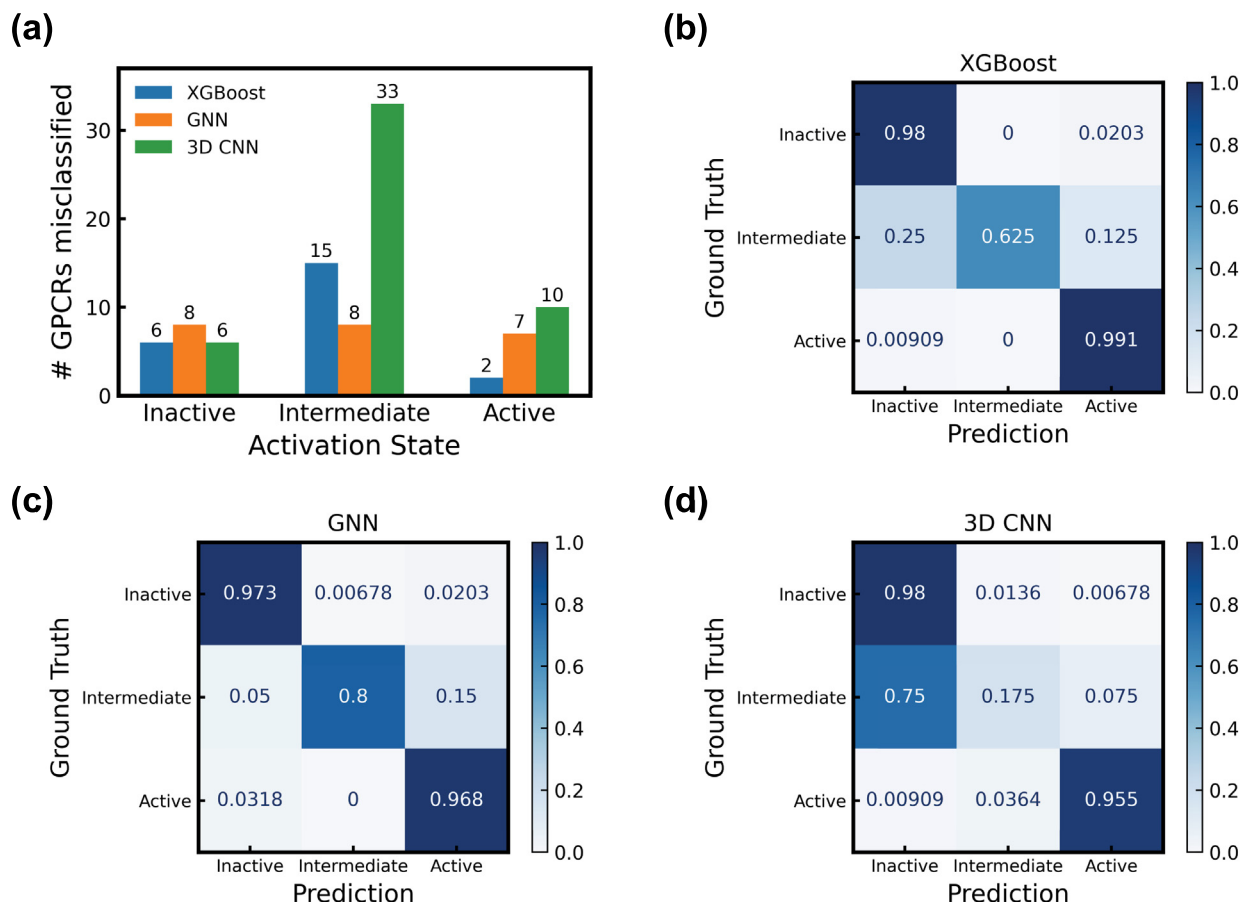 (a)
# GPCRs misclassified
30
20
10
0
XGBoost
GNN
3D CNN
6
8
6
15
8
33
2
7
10
Inactive
Intermediate
Active
Activation State
(b)
XGBoost
Ground Truth
Inactive
0.98
0
0.0203
Intermediate
0.25
0.625
0.125
Active
0.00909
0
0.991
Inactive
Intermediate
Active
Prediction
1.0
0.8
0.6
0.4
0.2
0.0
(c)
GNN
Ground Truth
Inactive
0.973
0.00678
0.0203
Intermediate
0.05
0.8
0.15
Active
0.0318
0
0.968
Inactive
Intermediate
Active
Prediction
1.0
0.8
0.6
0.4
0.2
0.0
(d)
3D CNN
Ground Truth
Inactive
0.98
0.0136
0.00678
Intermediate
0.75
0.175
0.075
Active
0.00909
0.0364
0.955
Inactive
Intermediate
Active
Prediction
1.0
0.8
0.6
0.4
0.2
0.0